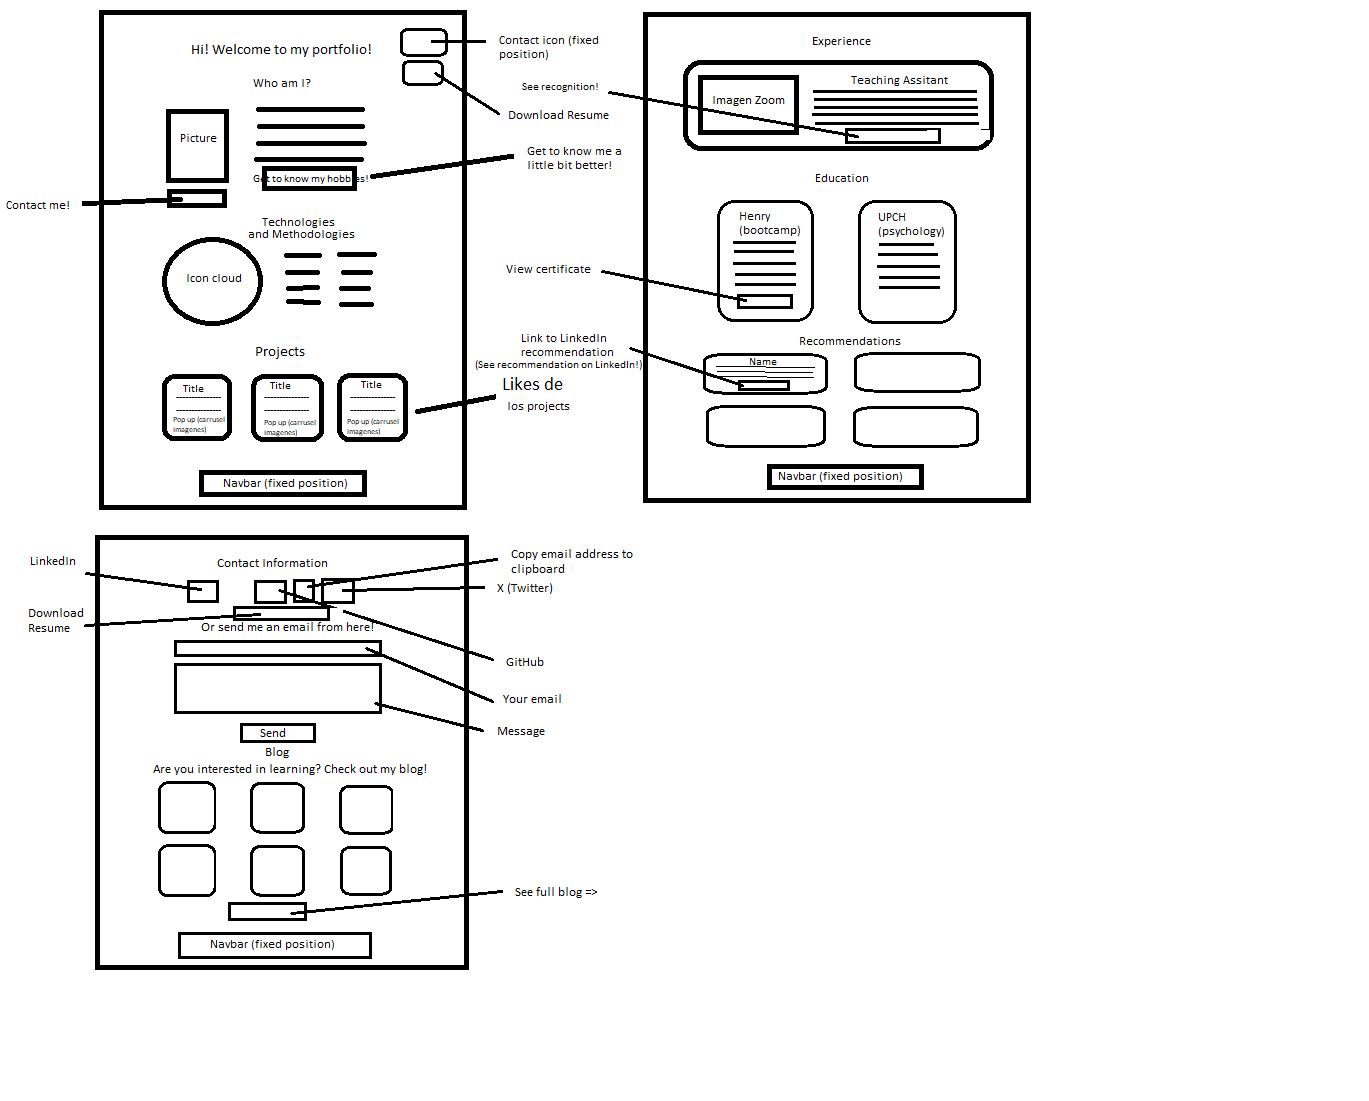 Hi! Welcome to my portfolio!
Who am I?
Picture
Get to know my hobbies!
Contact me!
Technologies
and Methodologies
Icon cloud
Projects
Title
Pop up (carrusel
imagenes)
Title
Pop up (carrusel
imagenes)
Title
Pop up (carrusel
imagenes)
Navbar (fixed position)
Contact icon (fixed
position)
Download Resume
Get to know me a
little bit better!
Likes de
los projects
Experience
Imagen Zoom
Teaching Assitant
See recognition!
Education
Henry
(bootcamp)
UPCH
(psychology)
View certificate
Recommendations
Name
Link to LinkedIn
recommendation
(See recommendation on LinkedIn!)
Navbar (fixed position)
Contact Information
LinkedIn
Download
Resume
Copy email address to
clipboard
X (Twitter)
GitHub
Or send me an email from here!
Your email
Message
Send
Blog
Are you interested in learning? Check out my blog!
See full blog =>
Navbar (fixed position)